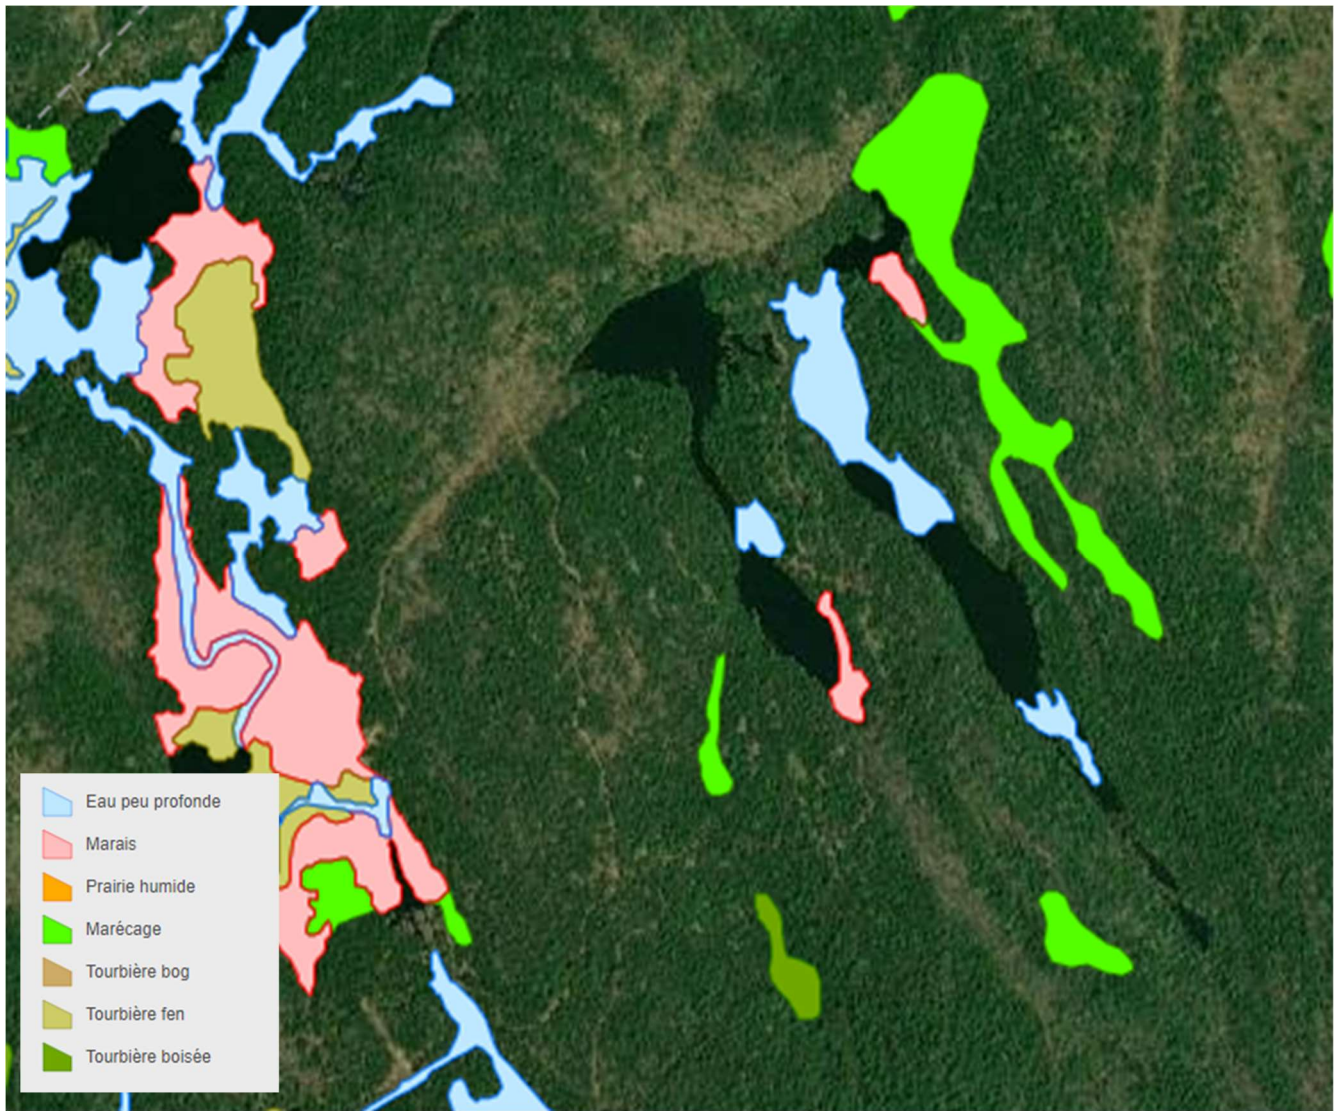 Eau peu profonde
Marais
Prairie humide
Marécage
Tourbière bog
Tourbière fen
Tourbière boisée